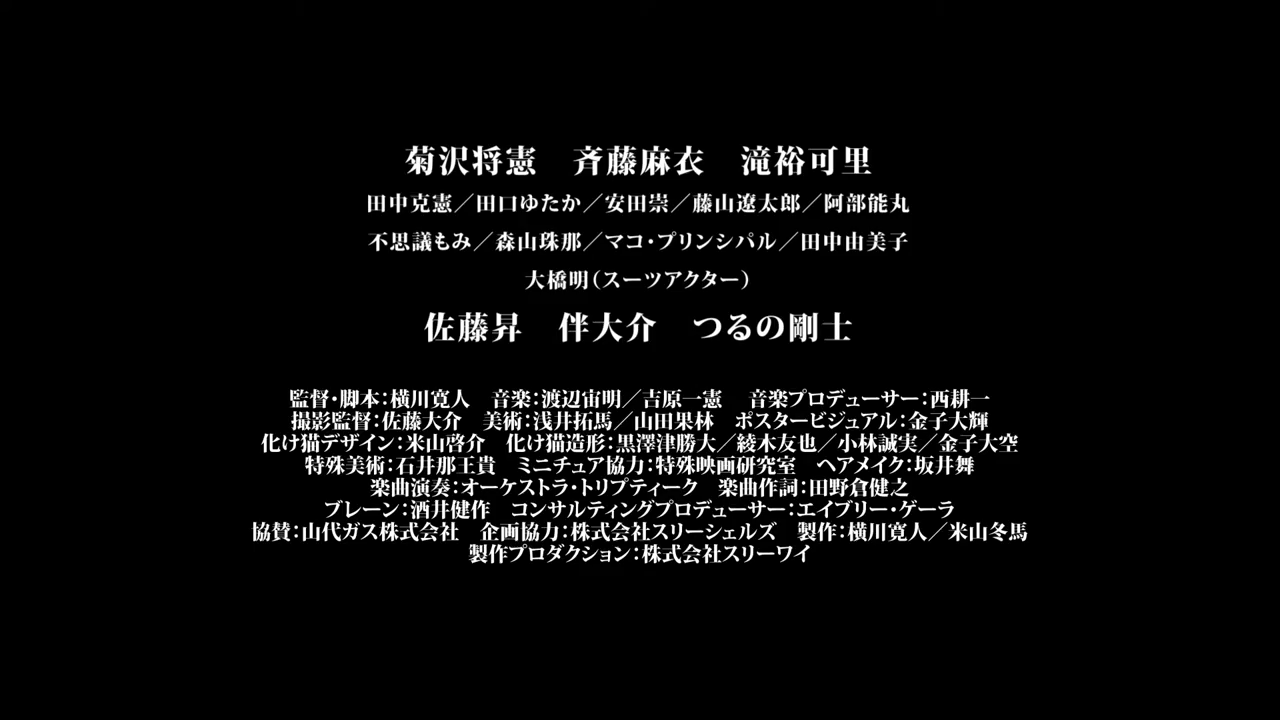 菊沢将憲　斉藤麻衣　滝裕可里
田中克憲／田口ゆたか／安田崇／藤山遼太郎／阿部能丸
不思議もみ／森山珠那／マコ・プリンシパル／田中由美子
大橋明（スーツアクター）
佐藤昇　伴大介　つるの剛士
監督・脚本：横川寛人　音楽：渡辺宙明／吉原一憲　音楽プロデューサー：西耕一
撮影監督：佐藤大介　美術：浅井拓馬／山田果林　ポスタービジュアル：金子大輝
化け猫デザイン：米山啓介　化け猫造形：黒澤津勝大／綾木友也／小林誠実／金子大空
特殊美術：石井那王貴　ミニチュア協力：特殊映画研究室　ヘアメイク：坂井舞
楽曲演奏：オーケストラ・トリプティーク　楽曲作詞：田野倉健之
ブレーン：酒井健作　コンサルティングプロデューサー：エイブリー・ゲーラ
協賛：山代ガス株式会社　企画協力：株式会社スリーシェルズ　製作：横川寛人／米山冬馬
製作プロダクション：株式会社スリーワイ